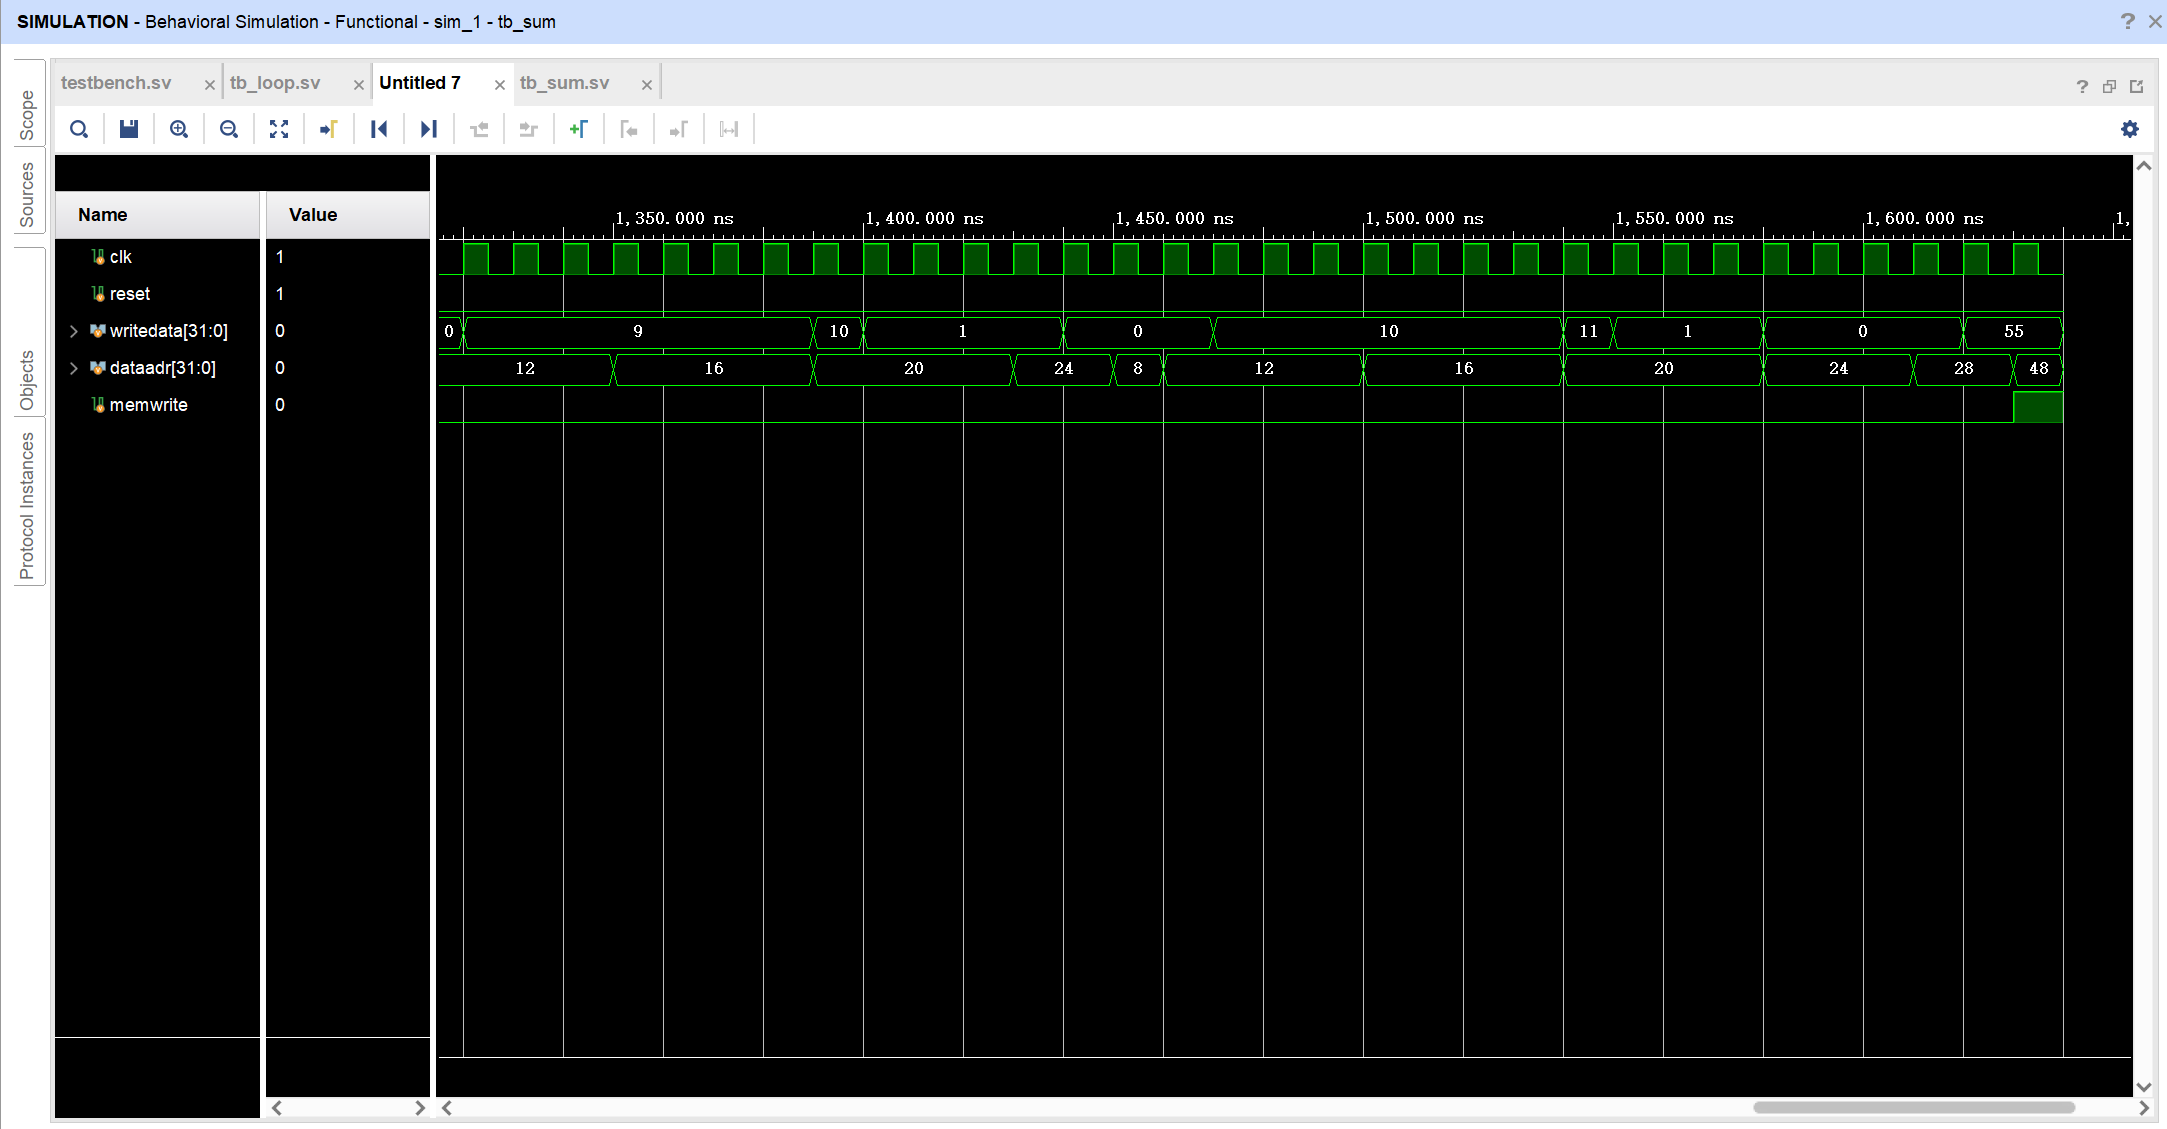 SIMULATION - Behavioral Simulation - Functional - sim_1 - tb_sum
? ×
Scope
Sources
Objects
Protocol Instances
testbench.sv × tb_loop.sv × Untitled 7 × tb_sum.sv ×
?
Name Value
1,350.000 ns 1,400.000 ns 1,450.000 ns 1,500.000 ns 1,550.000 ns 1,600.000 ns 1,
clk 1
reset 1
writedata[31:0] 0 0 9 10 1 0 10 11 1 0 55
dataadr[31:0] 0 12 16 20 24 8 12 16 20 24 28 48
memwrite 0